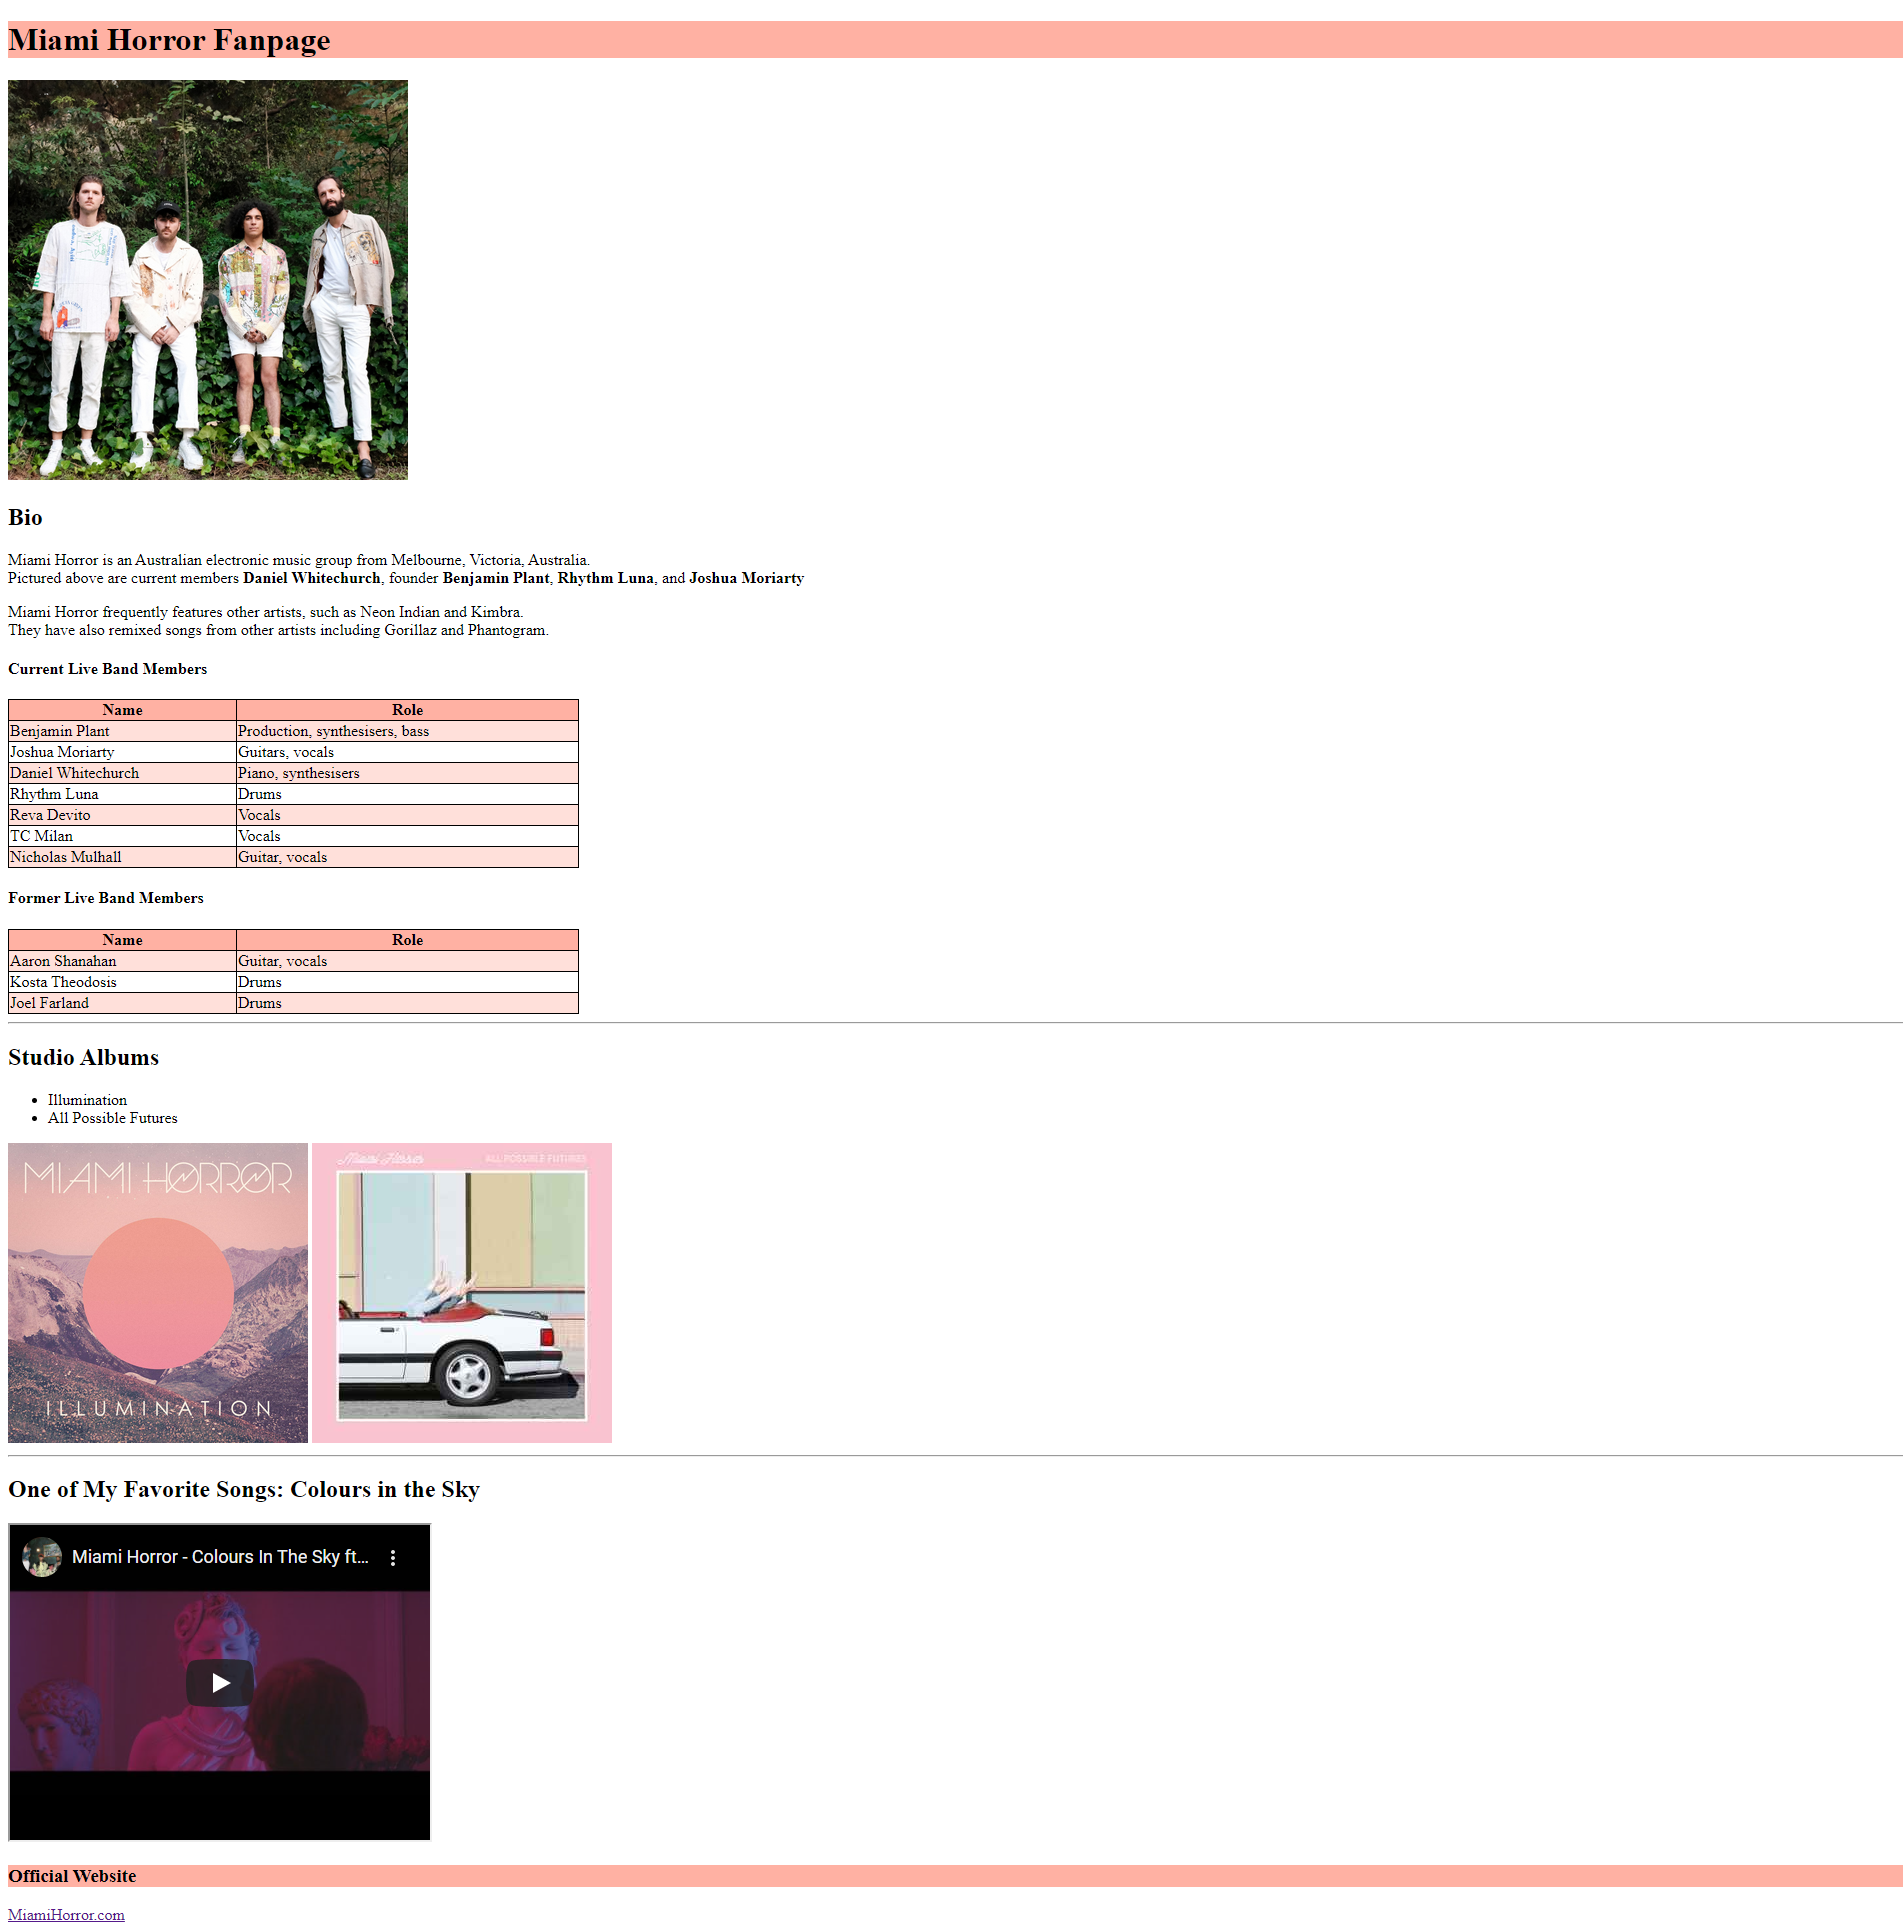 Miami Horror Fanpage
Bio
Miami Horror is an Australian electronic music group from Melbourne, Victoria, Australia.
Pictured above are current members Daniel Whitechurch, founder Benjamin Plant, Rhythm Luna, and Joshua Moriarty
Miami Horror frequently features other artists, such as Neon Indian and Kimbra.
They have also remixed songs from other artists including Gorillaz and Phantogram.
Current Live Band Members
Name Role
Benjamin Plant Production, synthesisers, bass
Joshua Moriarty Guitars, vocals
Daniel Whitechurch Piano, synthesisers
Rhythm Luna Drums
Reva Devito Vocals
TC Milan Vocals
Nicholas Mulhall Guitar, vocals
Former Live Band Members
Name Role
Aaron Shanahan Guitar, vocals
Kosta Theodosis Drums
Joel Farland Drums
Studio Albums
• Illumination
• All Possible Futures
MIAMI HORROR
ILLUMINATION
Miami Horror ALL POSSIBLE FUTURES
One of My Favorite Songs: Colours in the Sky
Miami Horror - Colours In The Sky ft...
Official Website
MiamiHorror.com